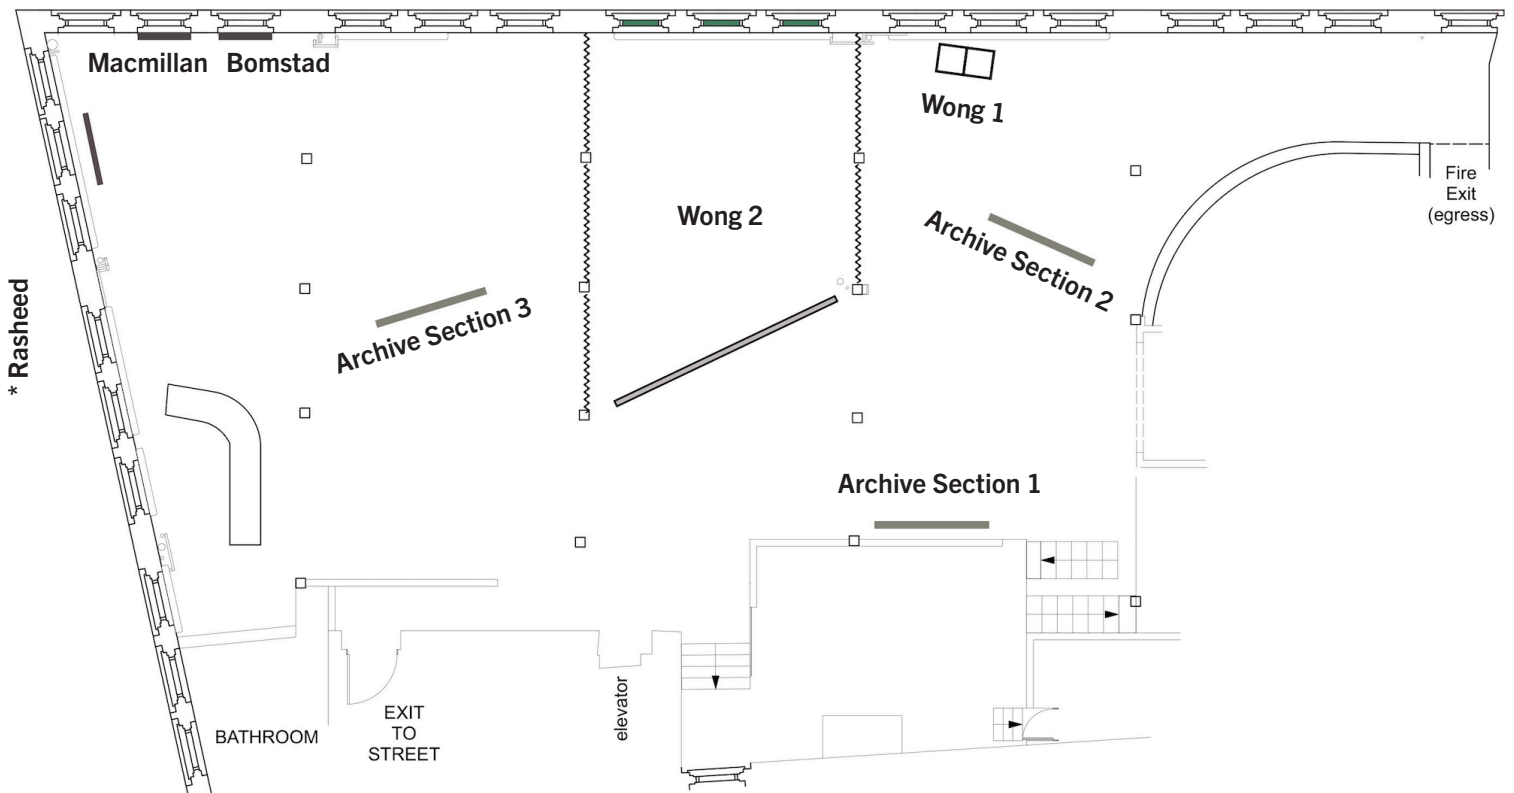 Macmillan
Bomstad
Wong 1
Fire
Exit
(egress)
Wong 2
Archive Section 2
* Rasheed
Archive Section 3
Archive Section 1
BATHROOM
EXIT
TO
STREET
elevator